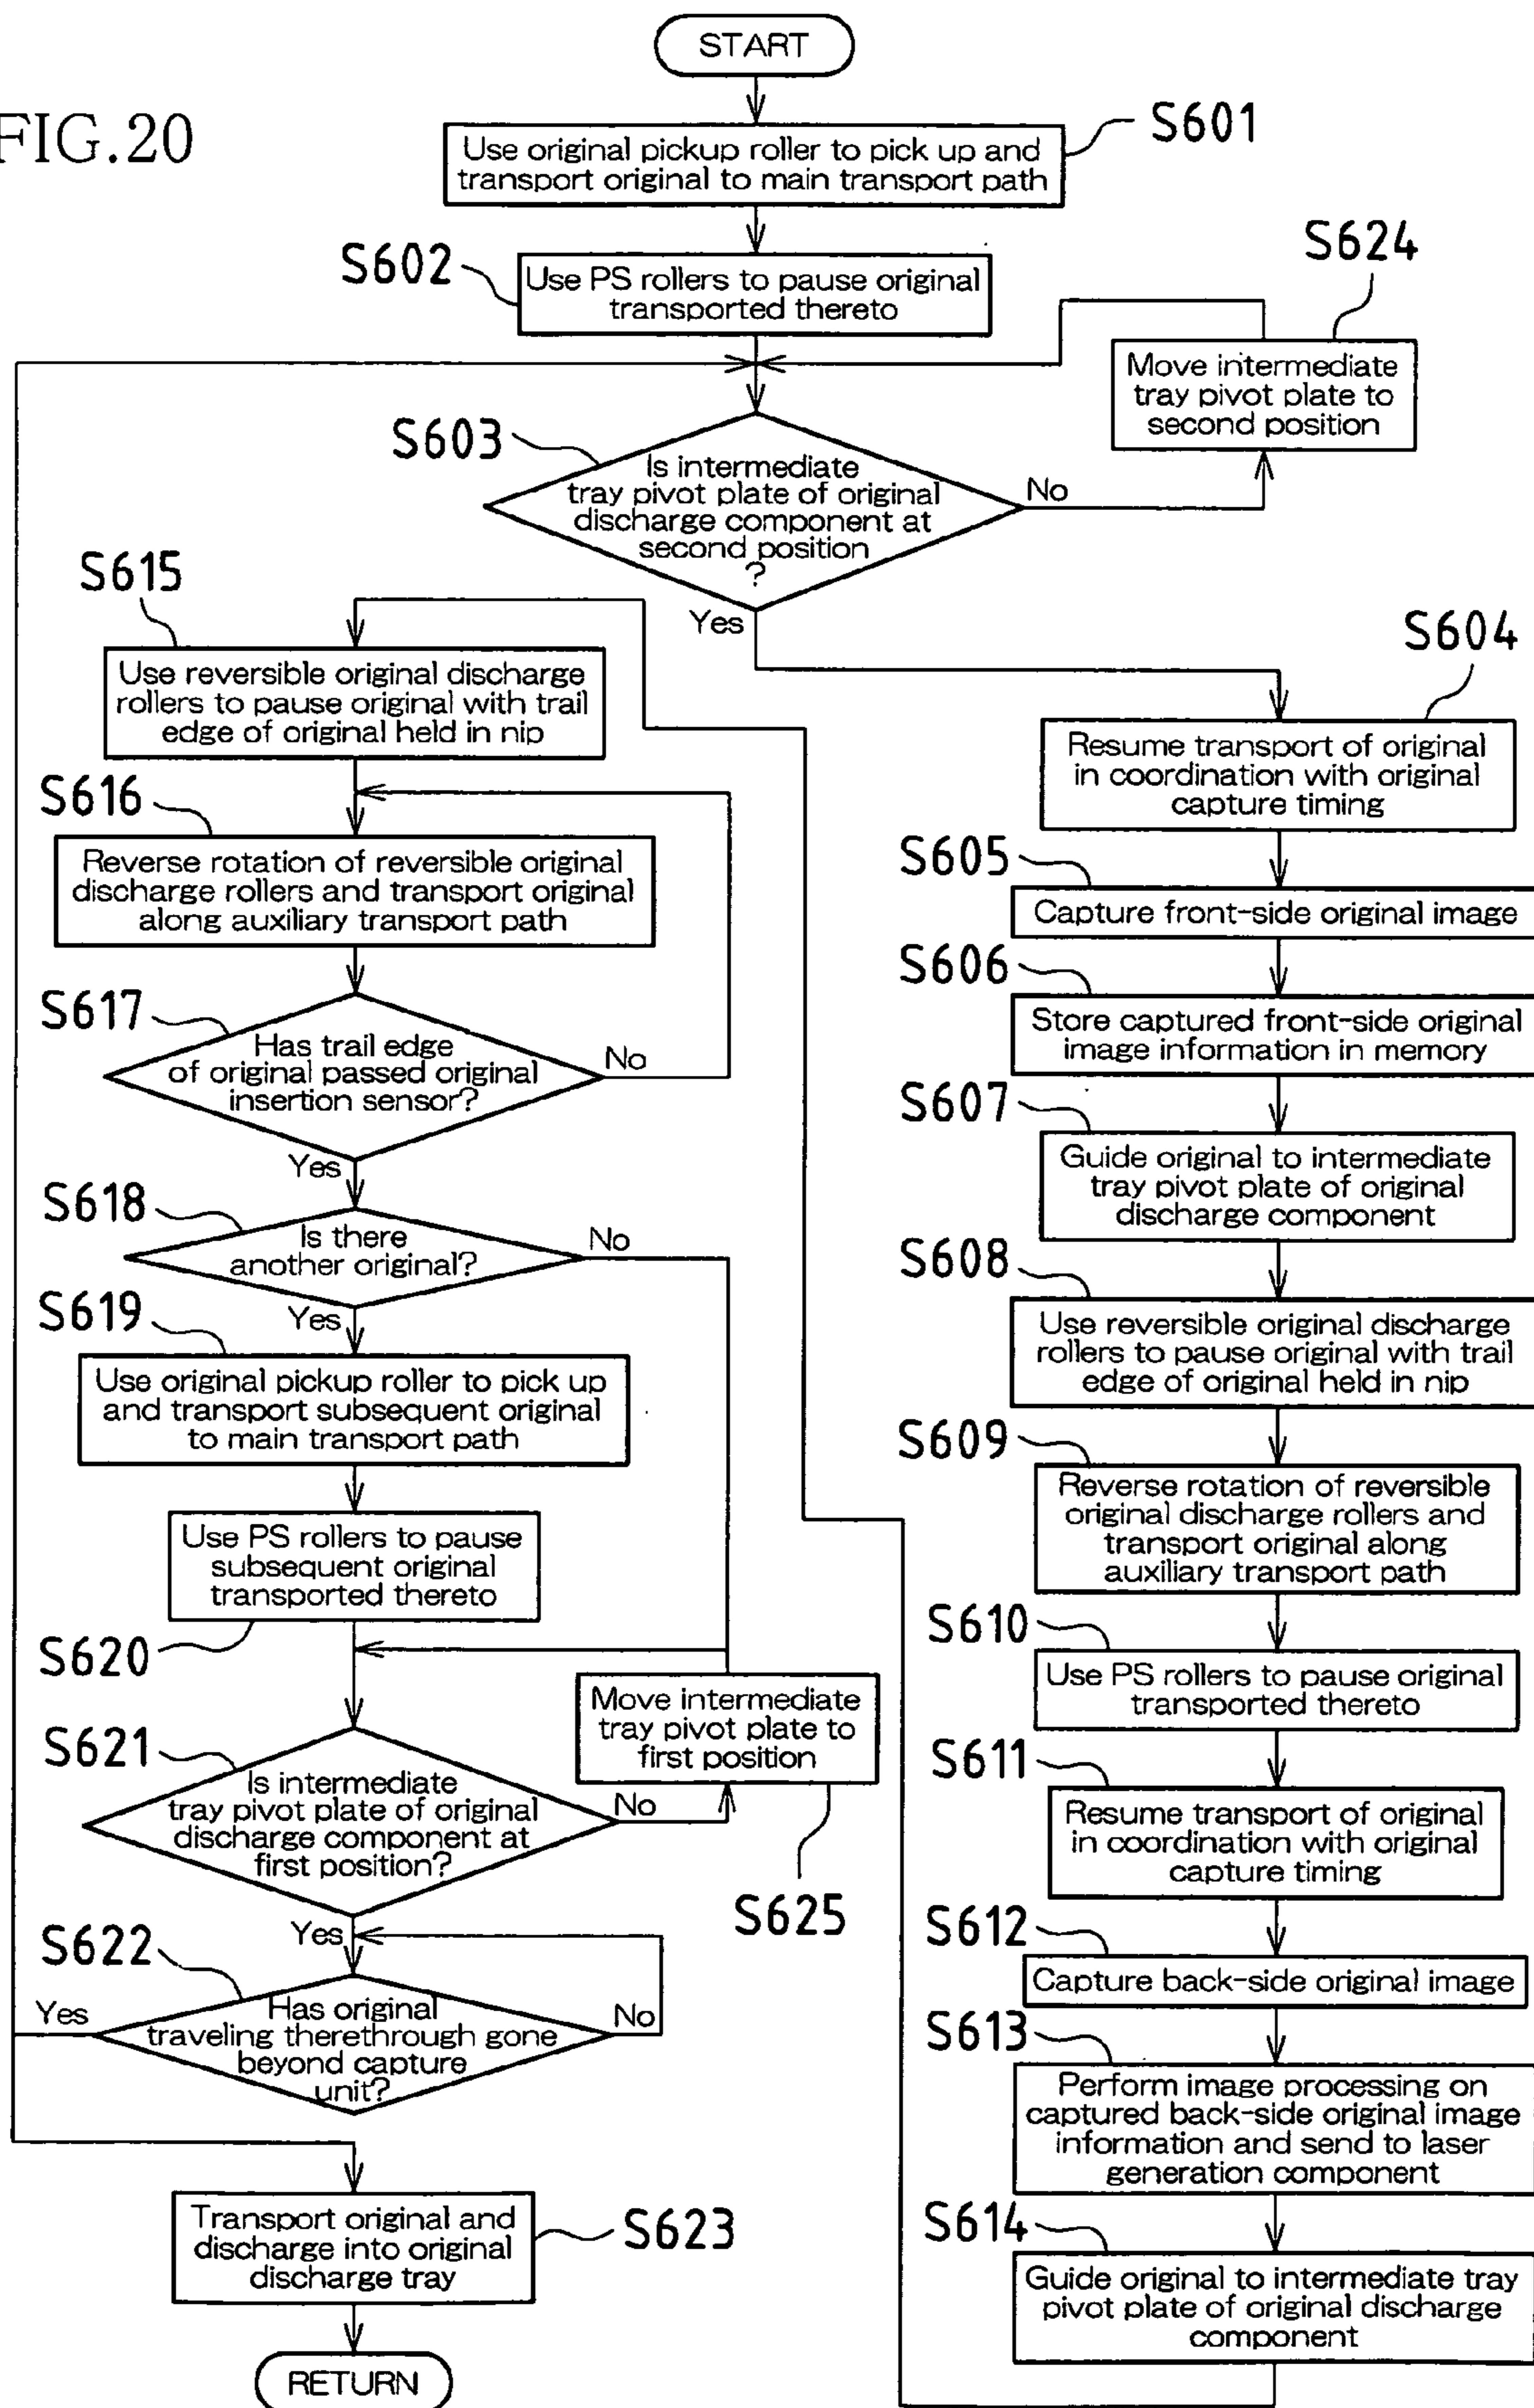 FIG.20
START
Use original pickup roller to pick up and
transport original to main transport path
S601
Use PS rollers to pause original
transported thereto
S602
Is intermediate
tray pivot plate of original
discharge component at
second position
?
S603
No
Yes
Move intermediate
tray pivot plate to
second position
S624
Resume transport of original
in coordination with original
capture timing
S604
Capture front-side original image
S605
Store captured front-side original
image information in memory
S606
Guide original to intermediate
tray pivot plate of original
discharge component
S607
Use reversible original discharge
rollers to pause original with trail
edge of original held in nip
S608
Reverse rotation of reversible
original discharge rollers and
transport original along
auxiliary transport path
S609
Use PS rollers to pause original
transported thereto
S610
Resume transport of original
in coordination with original
capture timing
S611
Capture back-side original image
S612
Perform image processing on
captured back-side original image
information and send to laser
generation component
S613
Guide original to intermediate tray
pivot plate of original discharge
component
S614
Use reversible original discharge
rollers to pause original with trail
edge of original held in nip
S615
Reverse rotation of reversible original
discharge rollers and transport original
along auxiliary transport path
S616
Has trail edge
of original passed original
insertion sensor?
S617
No
Yes
Is there
another original?
S618
No
Yes
Use original pickup roller to pick up
and transport subsequent original
to main transport path
S619
Use PS rollers to pause
subsequent original
transported thereto
S620
Is intermediate
tray pivot plate of original
discharge component at
first position?
S621
No
Yes
Move intermediate
tray pivot plate to
first position
S625
Has original
traveling therethrough gone
beyond capture
unit?
S622
Yes
No
Transport original and
discharge into original
discharge tray
S623
RETURN